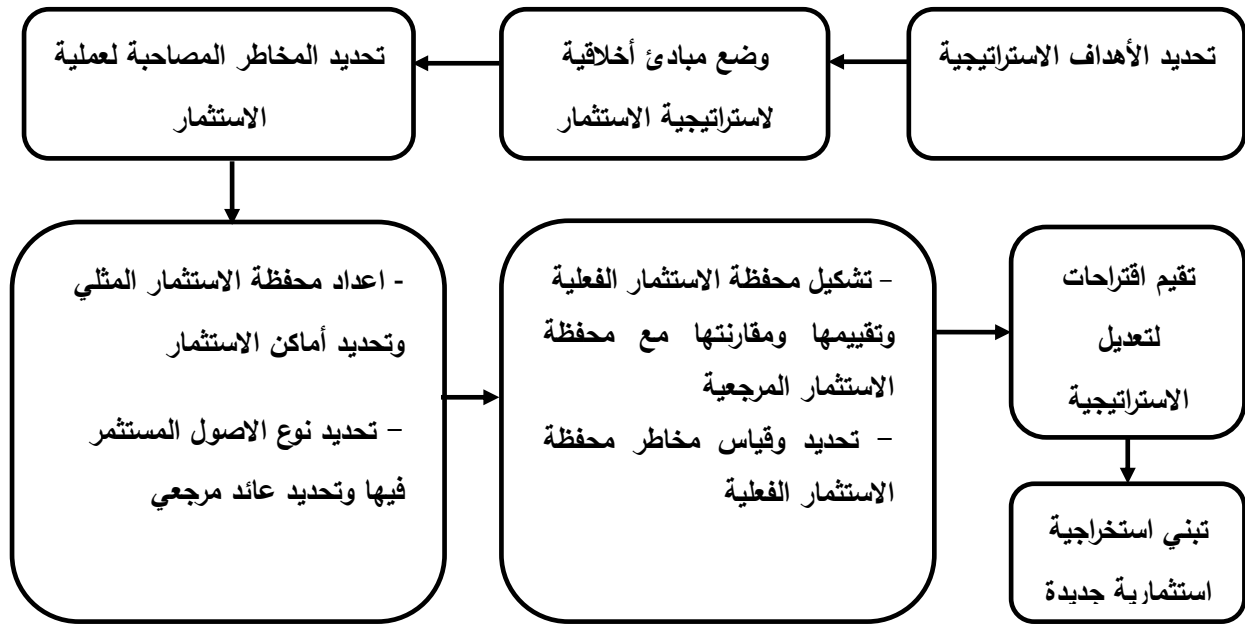 تحديد الأهداف الاستراتيجية
وضع مبادئ أخلاقية
لاستراتيجية الاستثمار
تحديد المخاطر المصاحبة لعملية
الاستثمار
- اعداد محفظة الاستثمار المثلي
وتحديد أماكن الاستثمار
– تحديد نوع الاصول المستثمر
فيها وتحديد عائد مرجعي
– تشكيل محفظة الاستثمار الفعلية
وتقييمها ومقارنتها مع محفظة
الاستثمار المرجعية
– تحديد وقياس مخاطر محفظة
الاستثمار الفعلية
تقيم اقتراحات
لتعديل
الاستراتيجية
تبني استخراجية
استثمارية جديدة